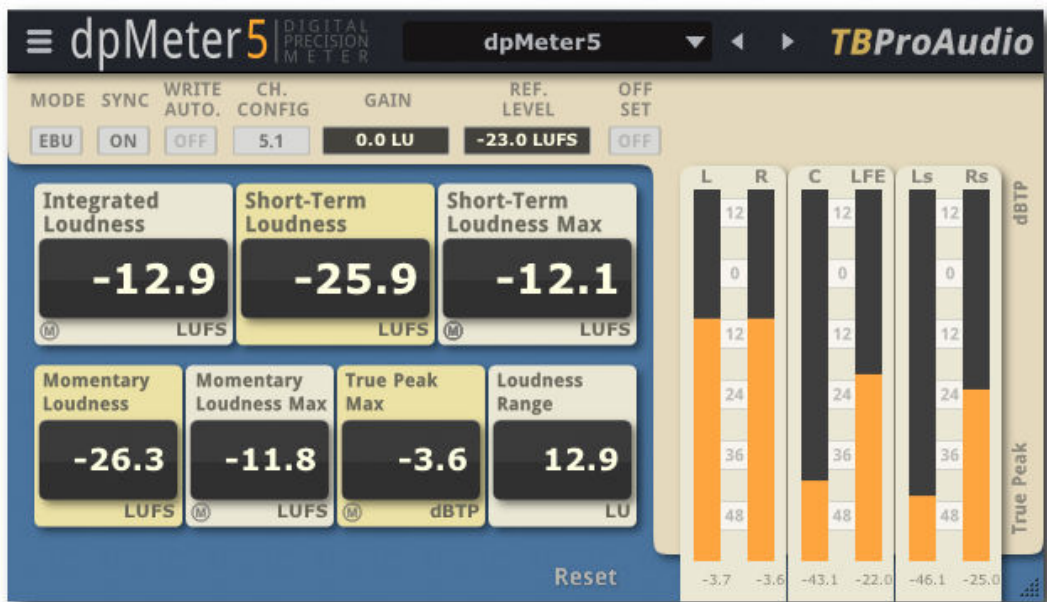 ≡ dpMeter5 DIGITAL
PRECISION
METER
dpMeter5
TBProAudio
MODE SYNC WRITE AUTO. CH. CONFIG GAIN REF. LEVEL OFF SET
EBU ON OFF 5.1 0.0 LU -23.0 LUFS OFF
L R C LFE Ls Rs
dBTP
12 12 12
0 0 0
12 12 12
24 24 24
36 36 36
48 48 48
True Peak
-3.7 -3.6 -43.1 -22.0 -46.1 -25.0
Integrated
Loudness
-12.9
M LUFS
Short-Term
Loudness
-25.9
LUFS
Short-Term
Loudness Max
-12.1
M LUFS
Momentary
Loudness
-26.3
LUFS
Momentary
Loudness Max
-11.8
M LUFS
True Peak
Max
-3.6
M dBTP
Loudness
Range
12.9
LU
Reset